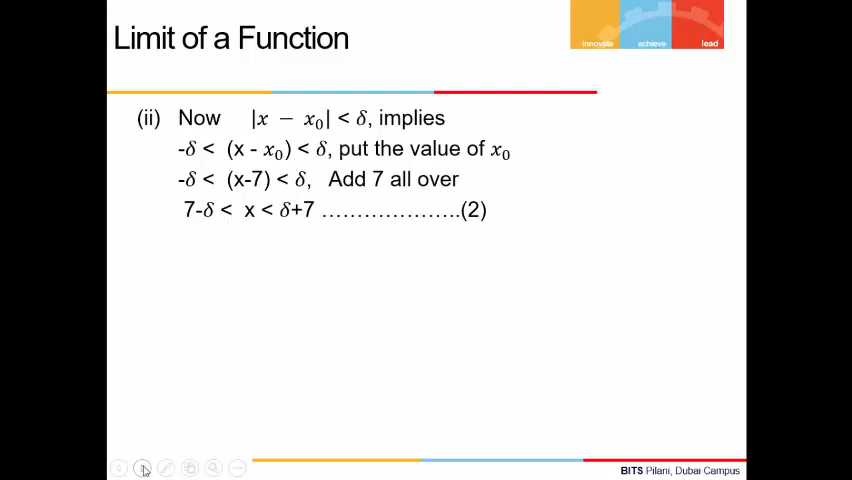 Limit of a Function
innovate achieve lead
(ii) Now |x − x₀| < δ, implies
-δ < (x - x₀) < δ, put the value of x₀
-δ < (x-7) < δ, Add 7 all over
7-δ < x < δ+7 ………………….(2)
BITS Pilani, Dubai Campus